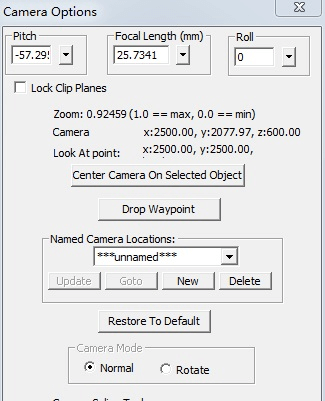 Camera Options
Pitch
Focal Length (mm)
Roll
-57.295
25.7341
0
Lock Clip Planes
Zoom: 0.92459 (1.0 == max, 0.0 == min)
Camera x:2500.00, y:2077.97, z:600.00
Look At point: x:2500.00, y:2500.00,
Center Camera On Selected Object
Drop Waypoint
Named Camera Locations:
***unnamed***
Update Goto New Delete
Restore To Default
Camera Mode
Normal Rotate